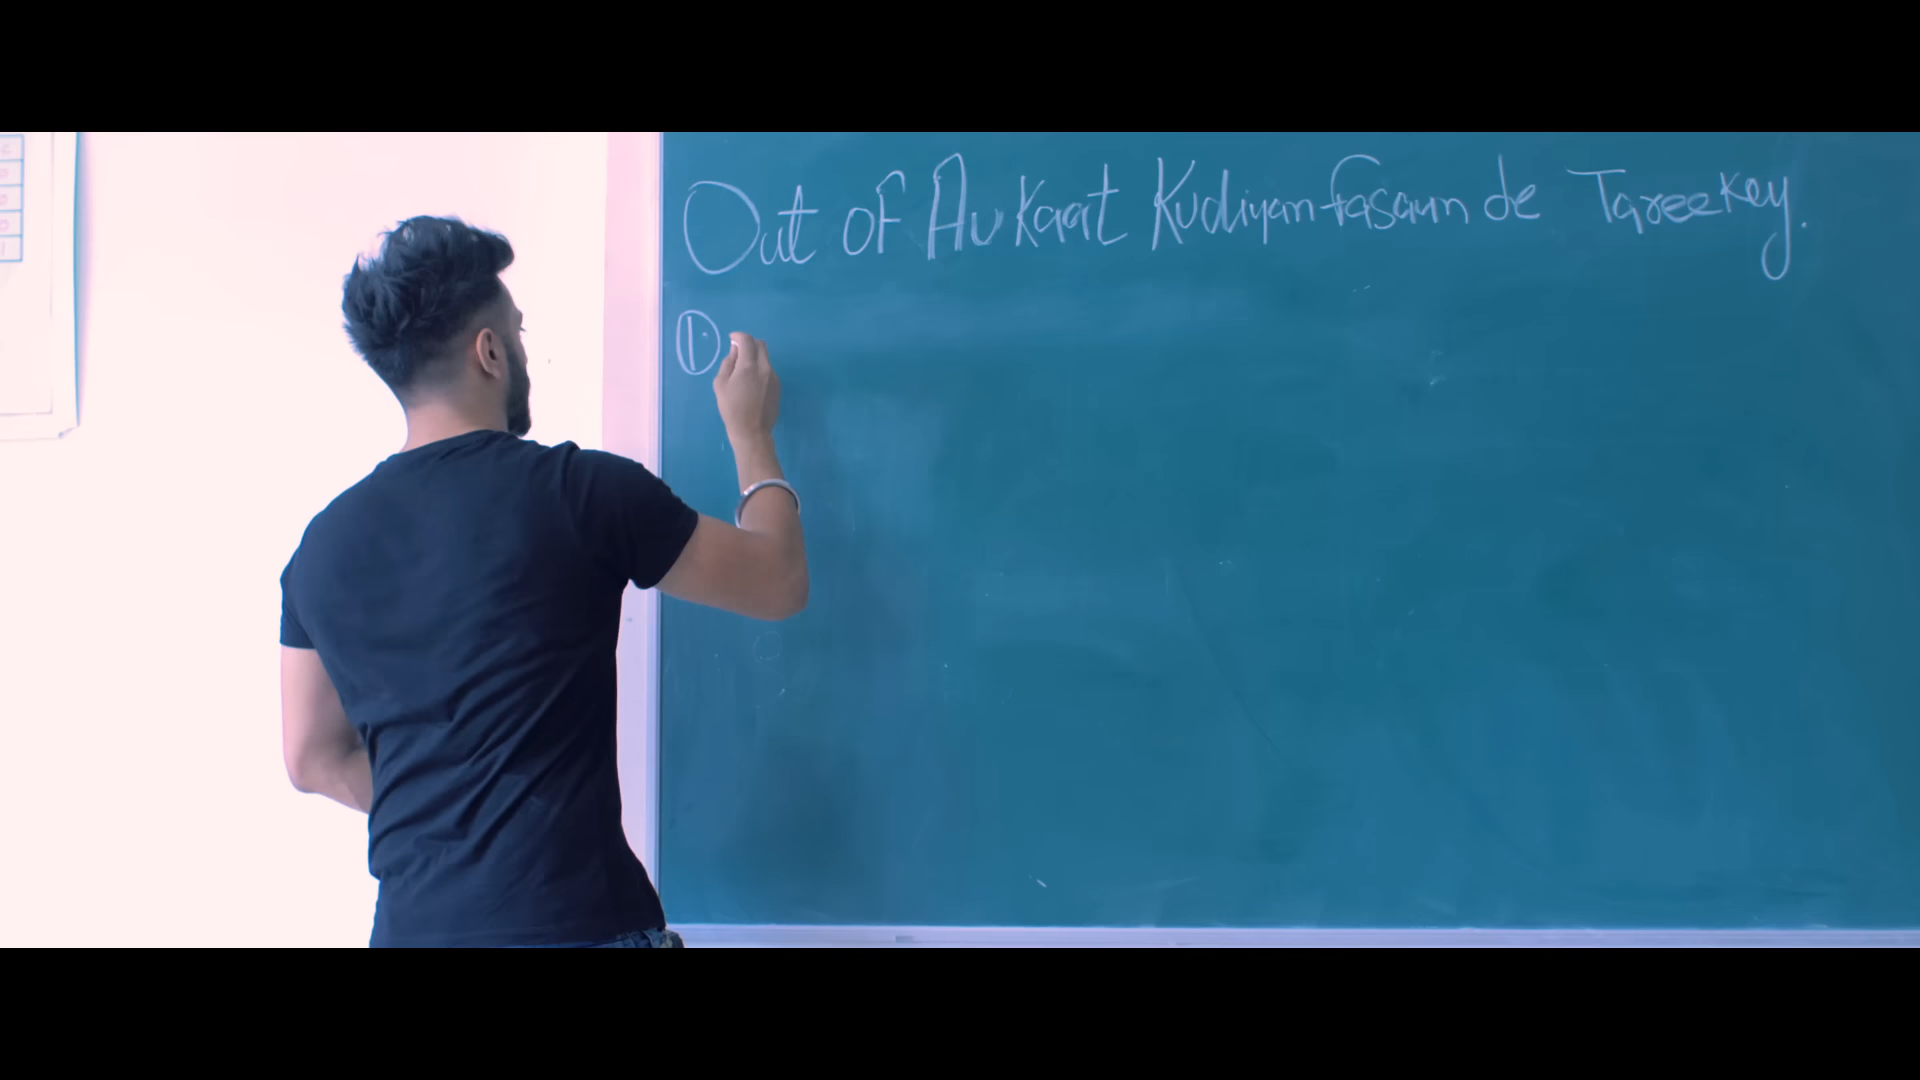 Out of Aukaat Kudiyan fasaun de Tareekey.
①